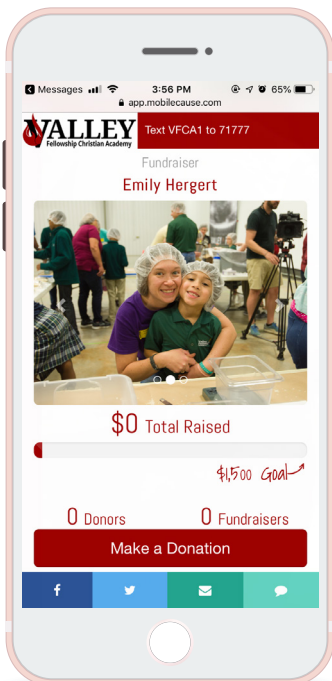 Messages 3:56 PM 65%
app.mobilecause.com
VALLEY
Fellowship Christian Academy
Text VFCA1 to 71777
Fundraiser
Emily Hergert
$0 Total Raised
$1,500 Goal
0 Donors 0 Fundraisers
Make a Donation